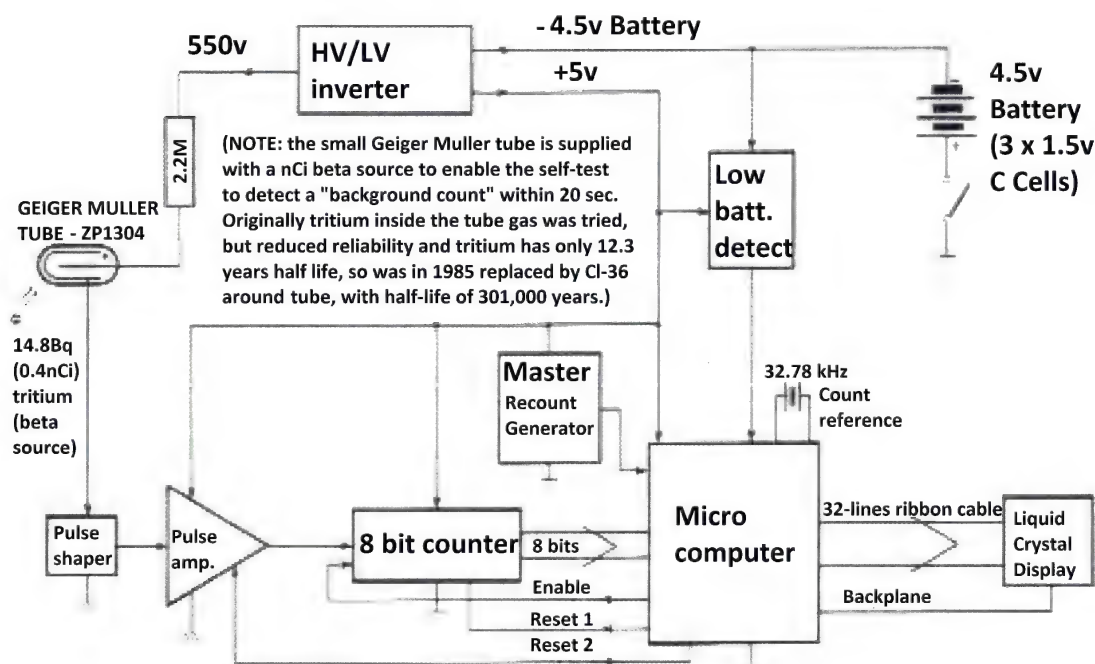 550v
HV/LV
inverter
- 4.5v Battery
+5v
4.5v
Battery
(3 x 1.5v
C Cells)
2.2M
(NOTE: the small Geiger Muller tube is supplied
with a nCi beta source to enable the self-test
to detect a "background count" within 20 sec.
Originally tritium inside the tube gas was tried,
but reduced reliability and tritium has only 12.3
years half life, so was in 1985 replaced by Cl-36
around tube, with half-life of 301,000 years.)
Low
batt.
detect
GEIGER MULLER
TUBE - ZP1304
14.8Bq
(0.4nCi)
tritium
(beta
source)
Master
Recount
Generator
32.78 kHz
Count
reference
Pulse
shaper
Pulse
amp.
8 bit counter
8 bits
Enable
Reset 1
Reset 2
Micro
computer
32-lines ribbon cable
Backplane
Liquid
Crystal
Display